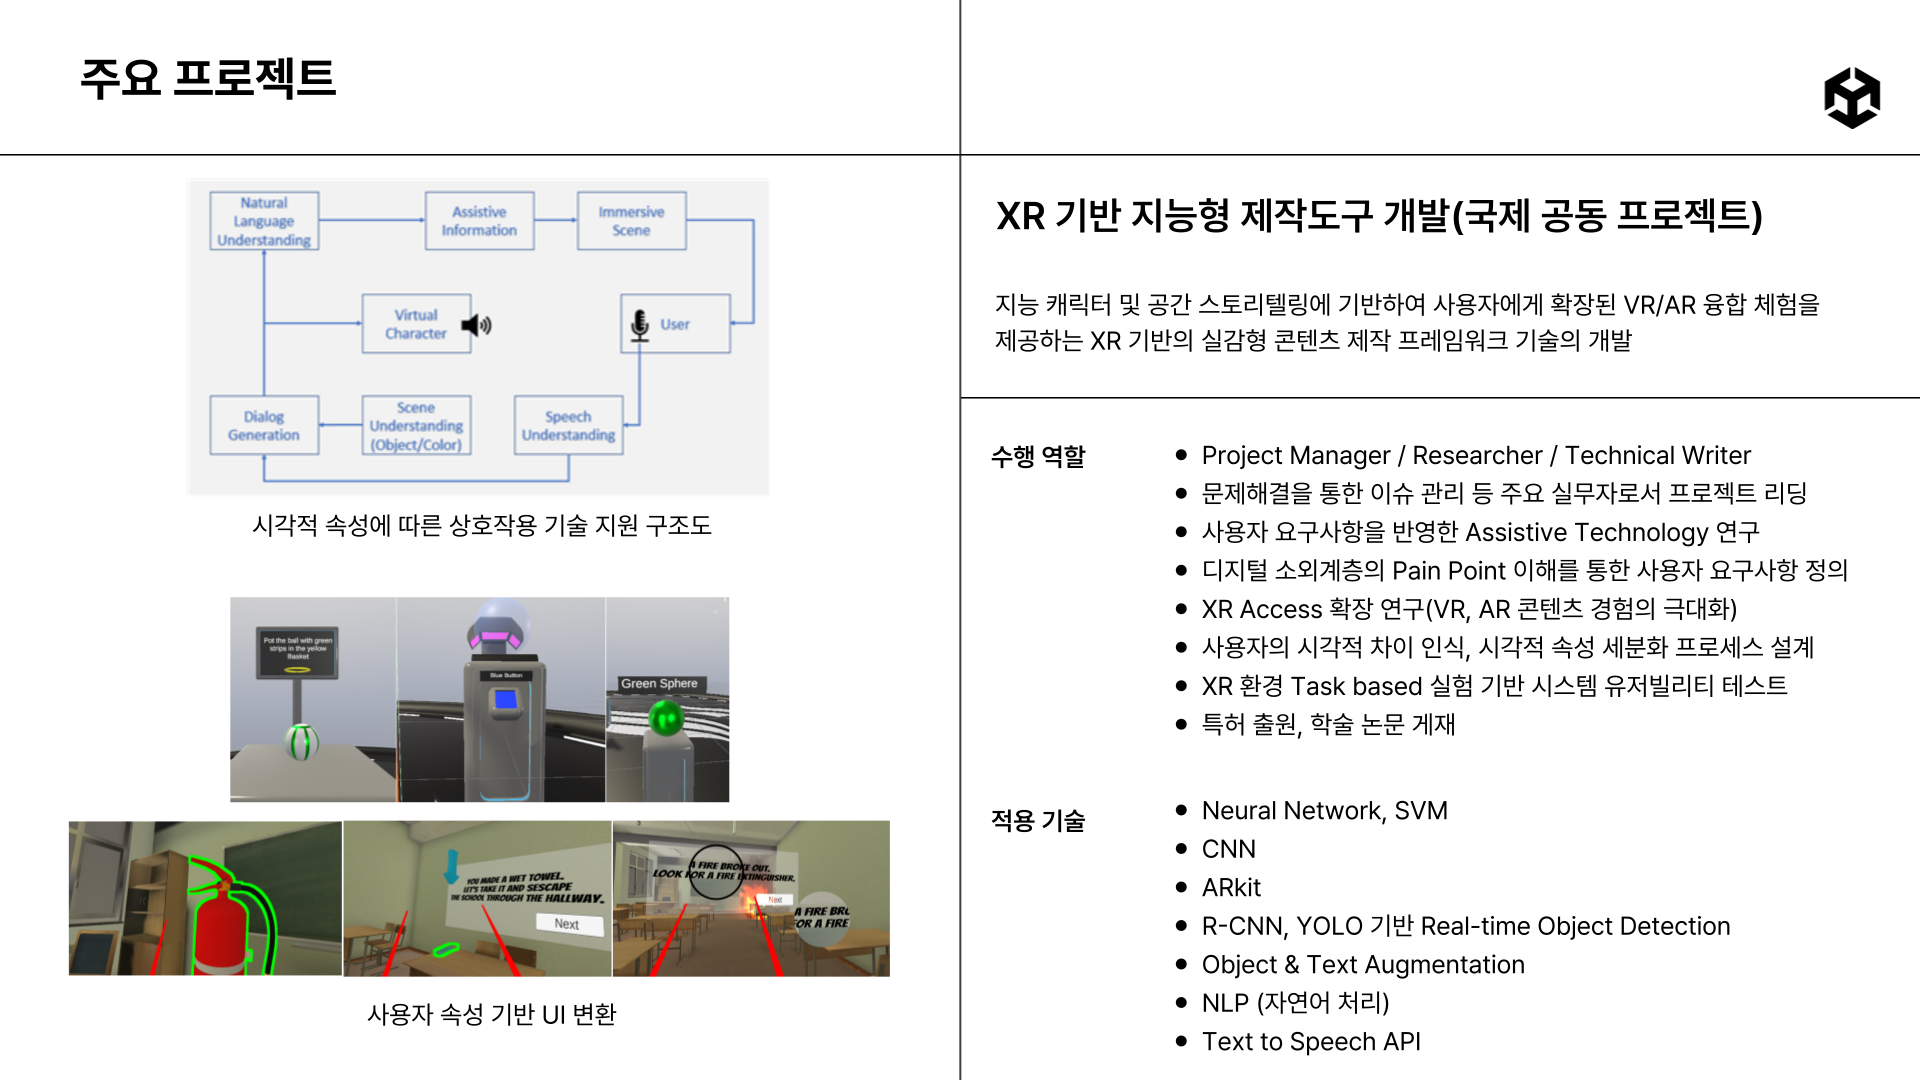 주요 프로젝트
Natural
Language
Understanding
Assistive
Information
Immersive
Scene
Virtual
Character
User
Dialog
Generation
Scene
Understanding
(Object/Color)
Speech
Understanding
시각적 속성에 따른 상호작용 기술 지원 구조도
Pot the ball with green
strips in the yellow
Basket
Blue Button
Green Sphere
YOU MADE A WET TOWEL.
LET'S TAKE IT AND SESCAPE
THE SCHOOL THROUGH THE HALLWAY.
Next
A FIRE BROKE OUT.
LOOK FOR A FIRE EXTINGUISHER.
Next
A FIRE BRO
FOR A FIRE
사용자 속성 기반 UI 변환
XR 기반 지능형 제작도구 개발(국제 공동 프로젝트)
지능 캐릭터 및 공간 스토리텔링에 기반하여 사용자에게 확장된 VR/AR 융합 체험을
제공하는 XR 기반의 실감형 콘텐츠 제작 프레임워크 기술의 개발
수행 역할
• Project Manager / Researcher / Technical Writer
• 문제해결을 통한 이슈 관리 등 주요 실무자로서 프로젝트 리딩
• 사용자 요구사항을 반영한 Assistive Technology 연구
• 디지털 소외계층의 Pain Point 이해를 통한 사용자 요구사항 정의
• XR Access 확장 연구(VR, AR 콘텐츠 경험의 극대화)
• 사용자의 시각적 차이 인식, 시각적 속성 세분화 프로세스 설계
• XR 환경 Task based 실험 기반 시스템 유저빌리티 테스트
• 특허 출원, 학술 논문 게재
적용 기술
• Neural Network, SVM
• CNN
• ARkit
• R-CNN, YOLO 기반 Real-time Object Detection
• Object & Text Augmentation
• NLP (자연어 처리)
• Text to Speech API